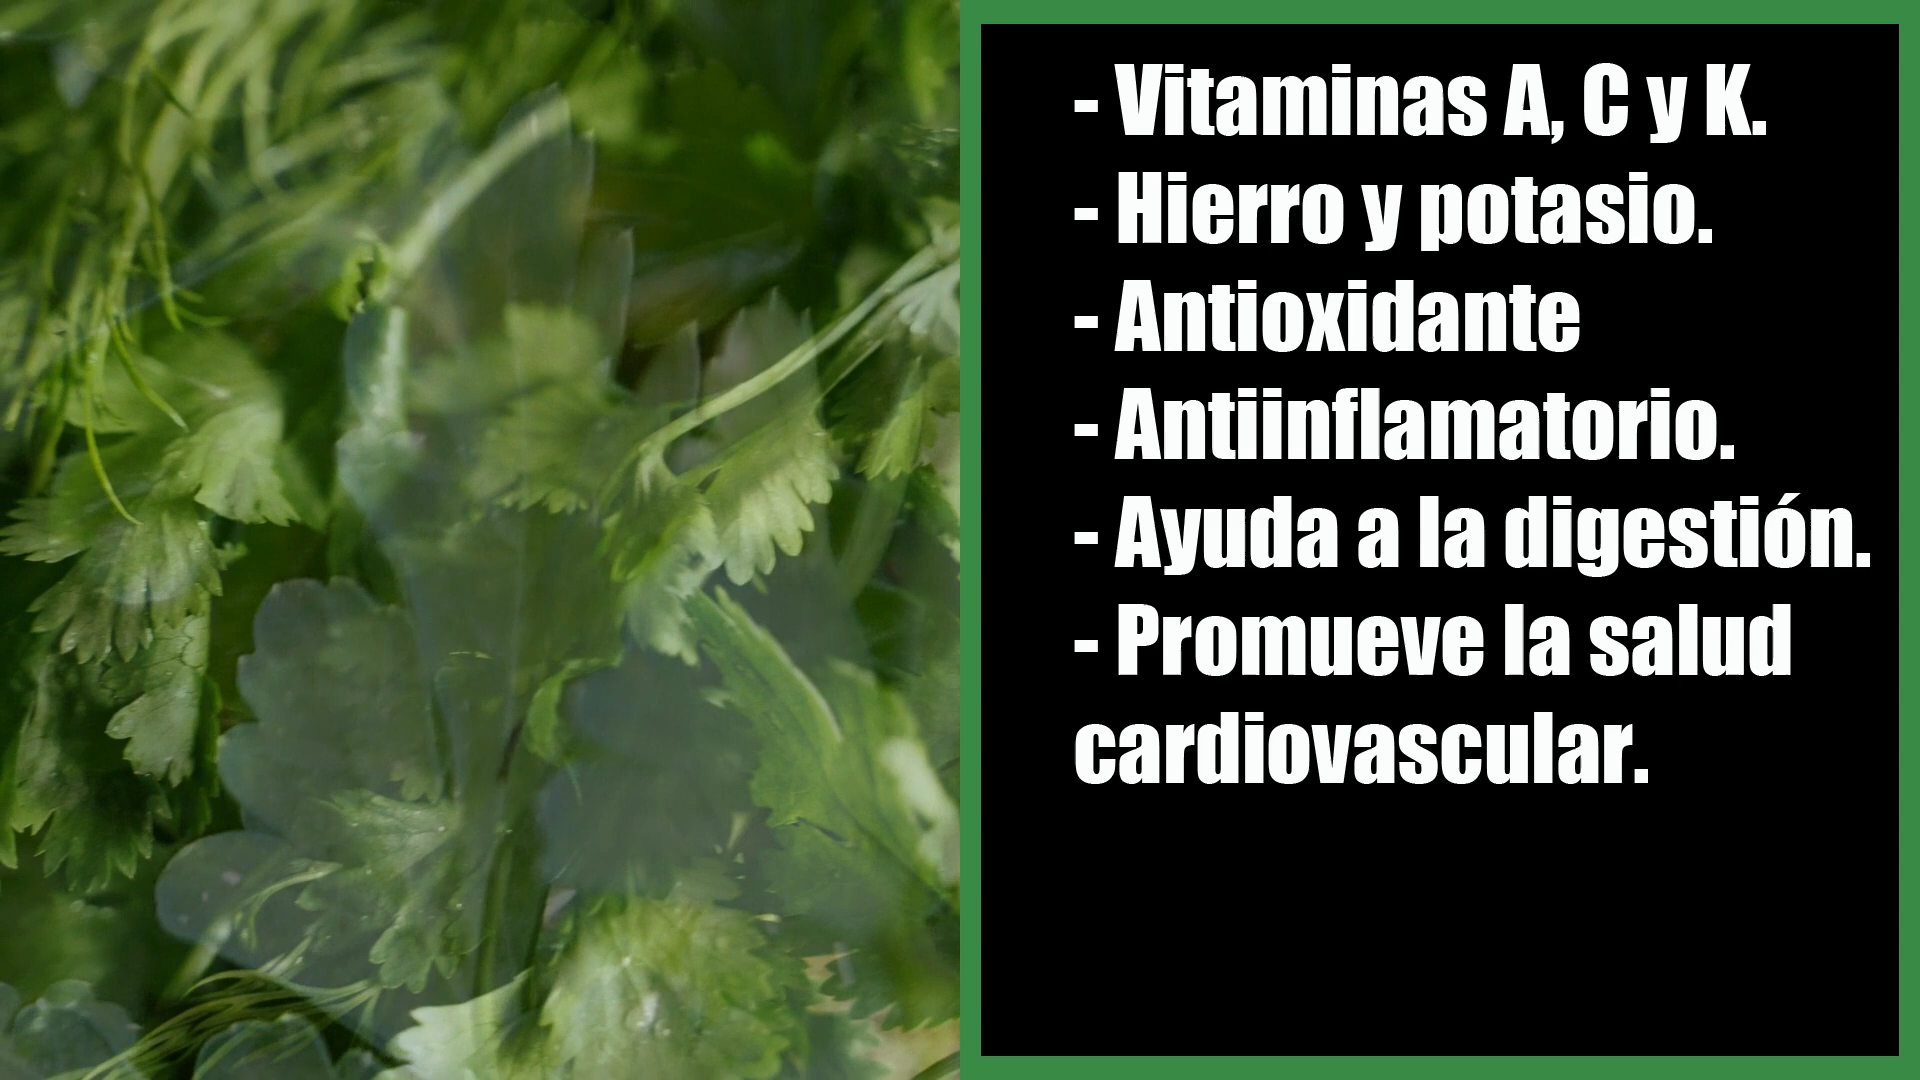 - Vitaminas A, C y K.
- Hierro y potasio.
- Antioxidante
- Antiinflamatorio.
- Ayuda a la digestión.
- Promueve la salud
cardiovascular.